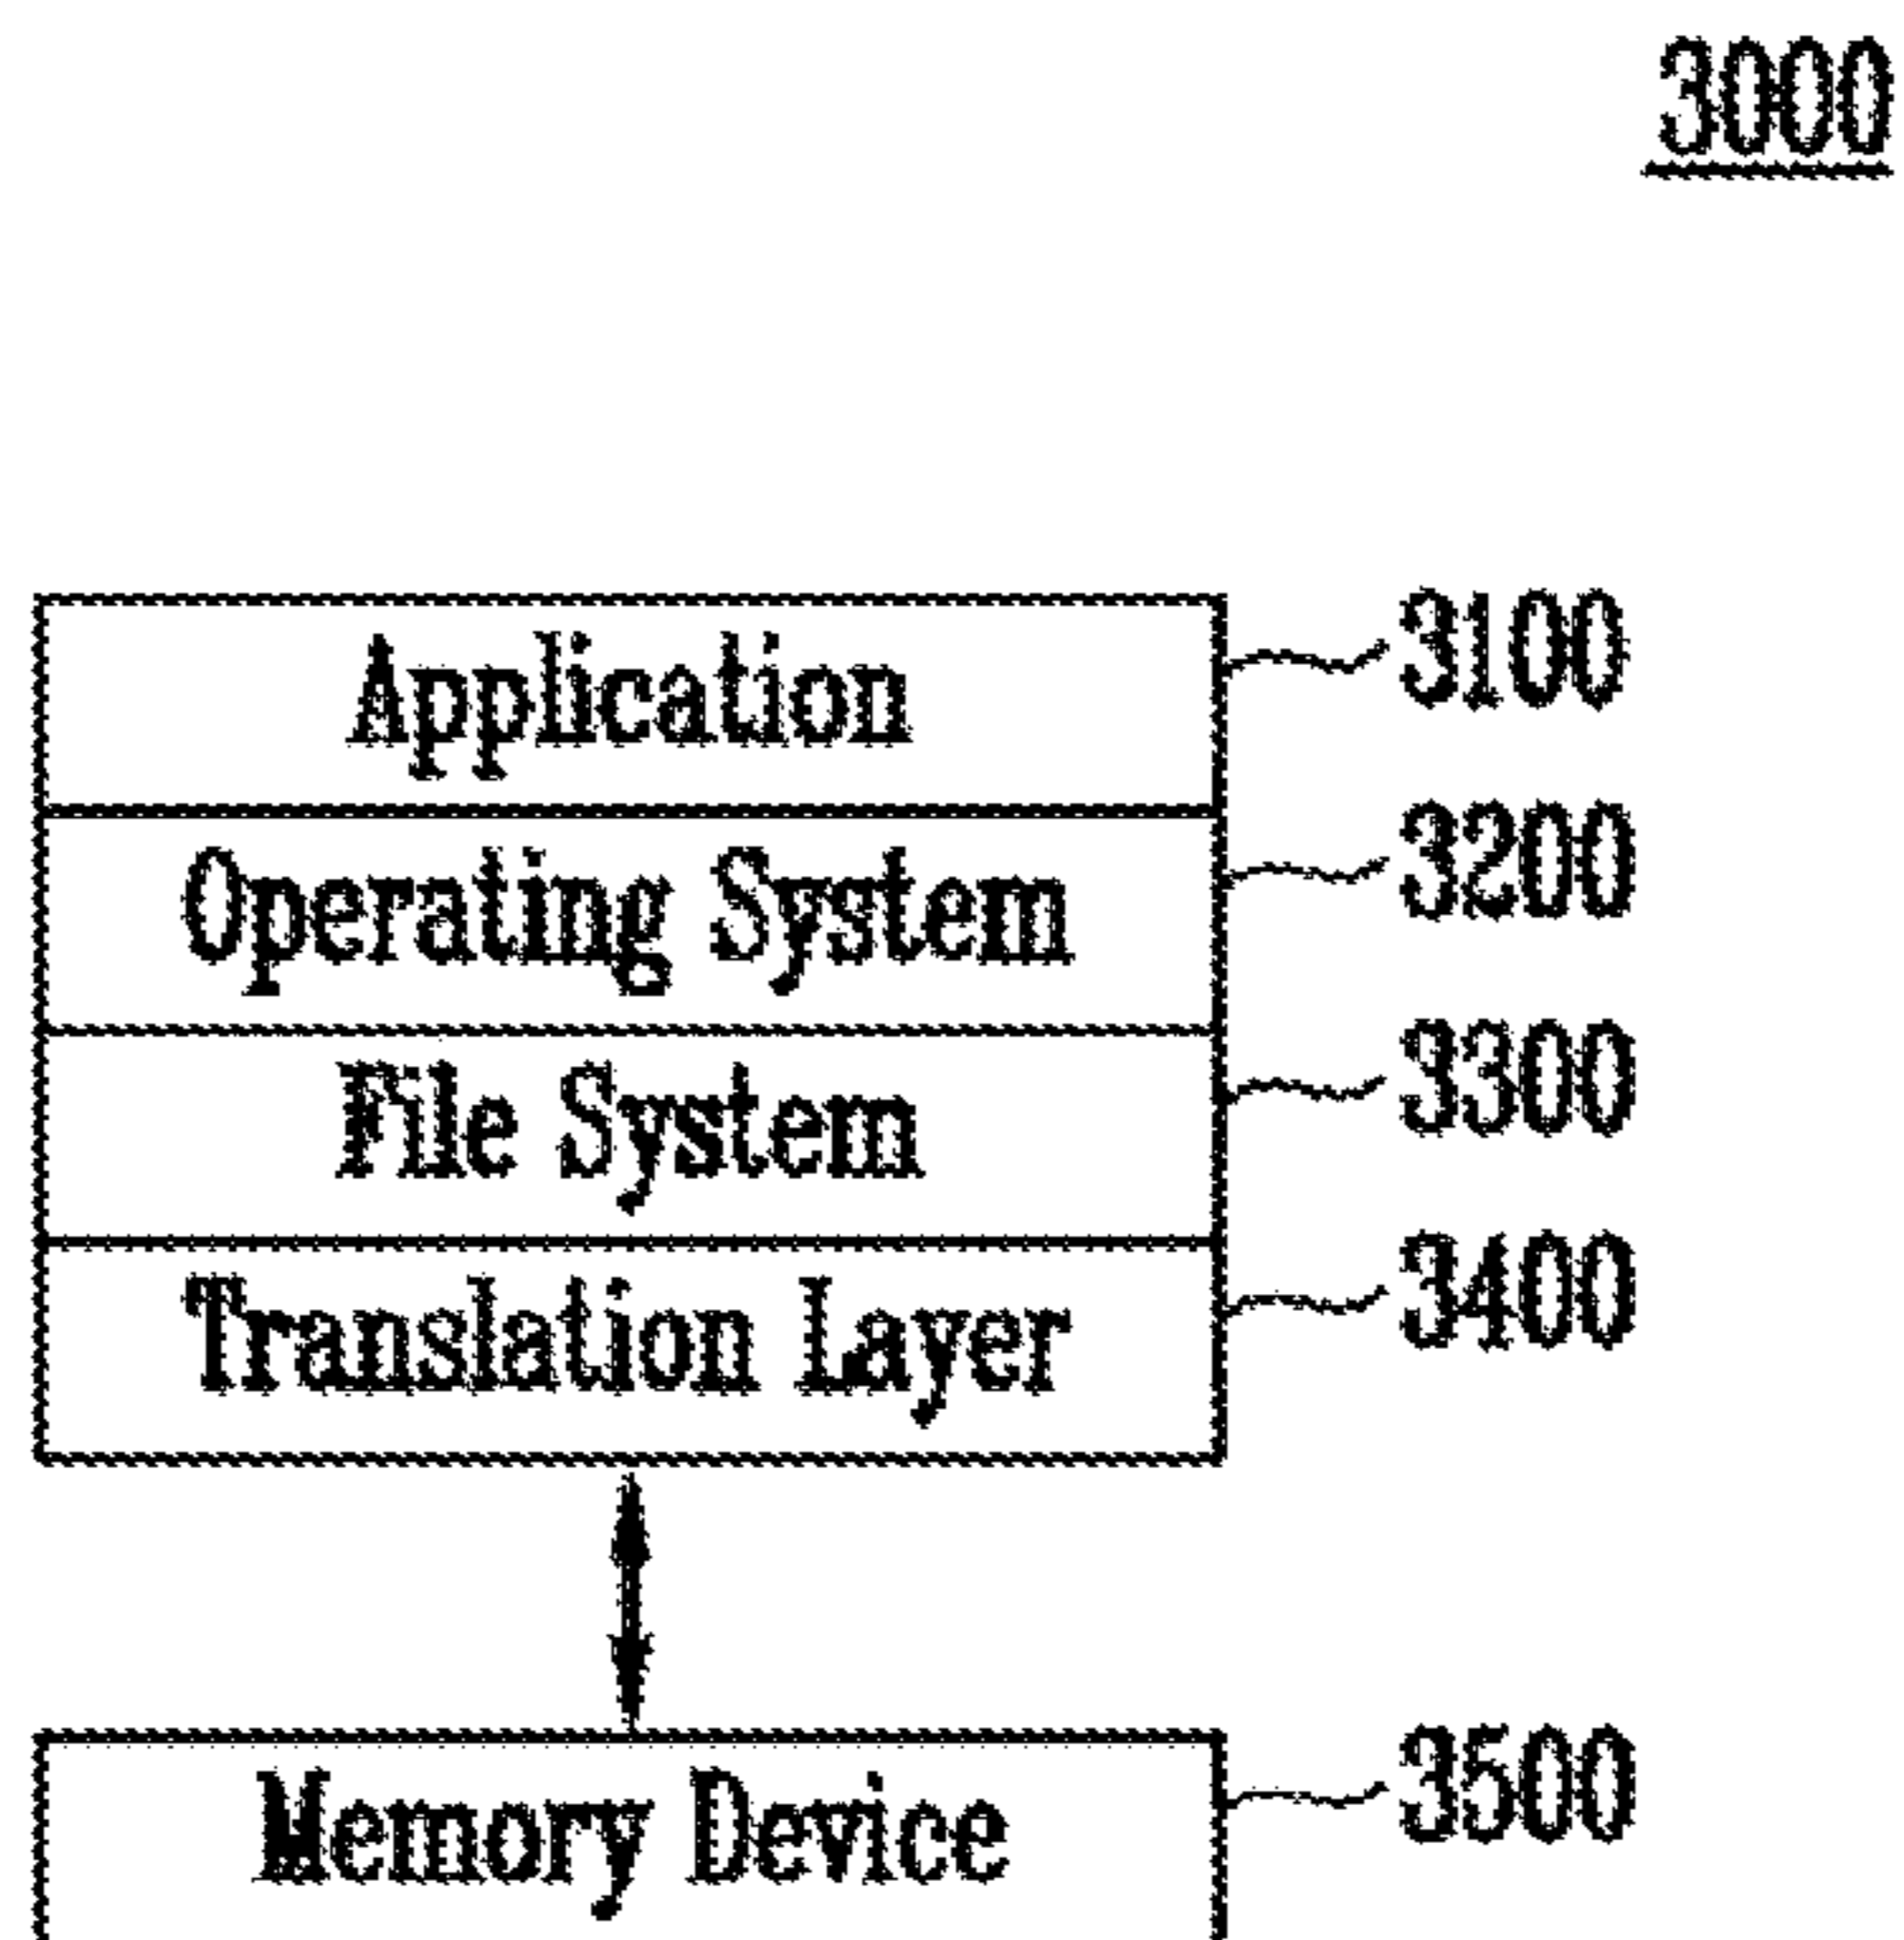 3000
Application 3100
Operating System 3200
File System 3300
Translation Layer 3400
Memory Device 3500